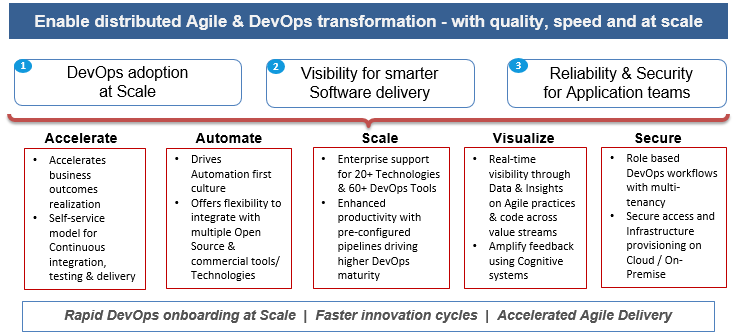 Enable distributed Agile & DevOps transformation - with quality, speed and at scale
1
DevOps adoption
at Scale
2
Visibility for smarter
Software delivery
3
Reliability & Security
for Application teams
Accelerate
• Accelerates
business
outcomes
realization
• Self-service
model for
Continuous
integration,
testing & delivery
Automate
• Drives
Automation first
culture
• Offers flexibility to
integrate with
multiple Open
Source &
commercial tools/
Technologies
Scale
• Enterprise support
for 20+ Technologies
& 60+ DevOps Tools
• Enhanced
productivity with
pre-configured
pipelines driving
higher DevOps
maturity
Visualize
• Real-time
visibility through
Data & Insights
on Agile practices
& code across
value streams
• Amplify feedback
using Cognitive
systems
Secure
• Role based
DevOps workflows
with multi-
tenancy
• Secure access and
Infrastructure
provisioning on
Cloud / On-
Premise
Rapid DevOps onboarding at Scale | Faster innovation cycles | Accelerated Agile Delivery